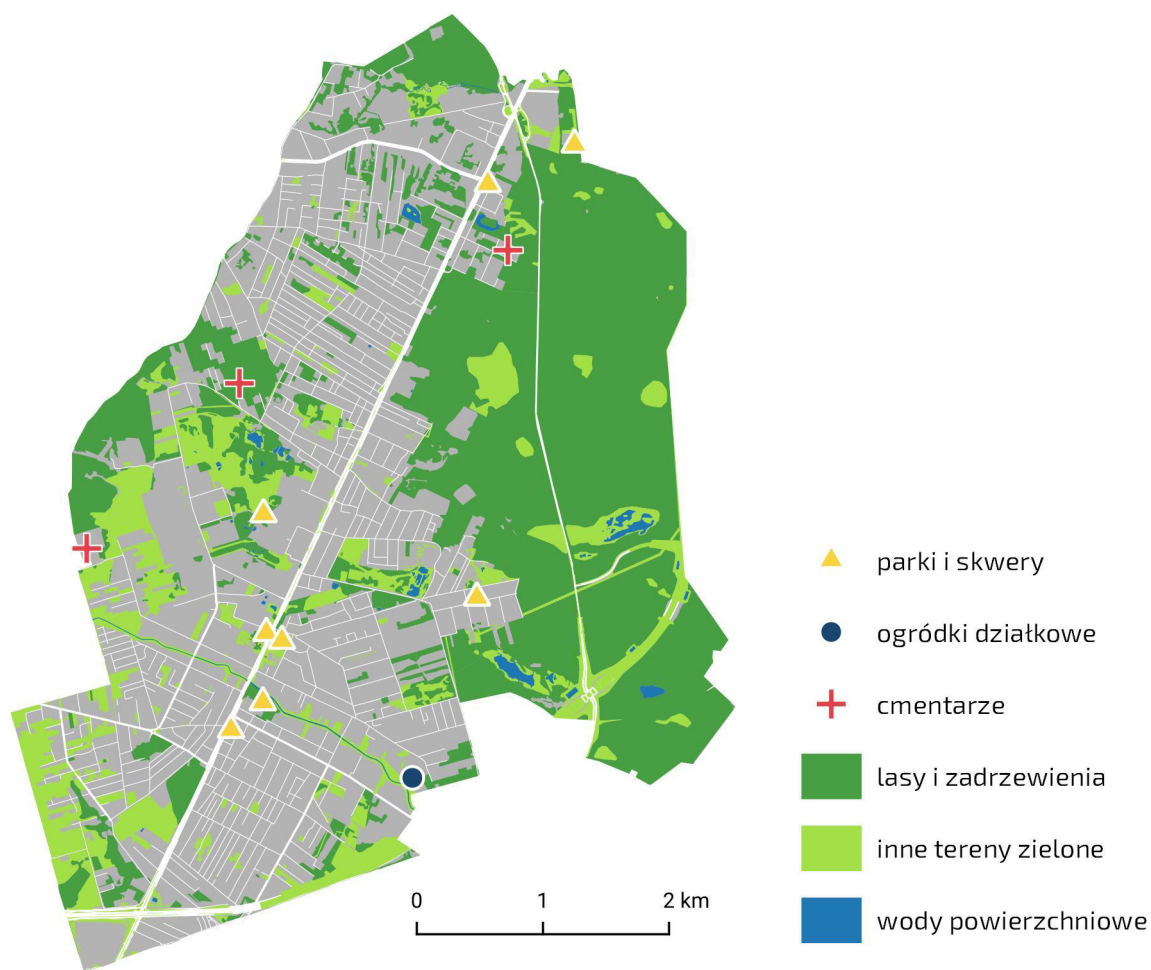 parki i skwery
ogródki działkowe
cmentarze
lasy i zadrzewienia
inne tereny zielone
wody powierzchniowe
0 1 2 km